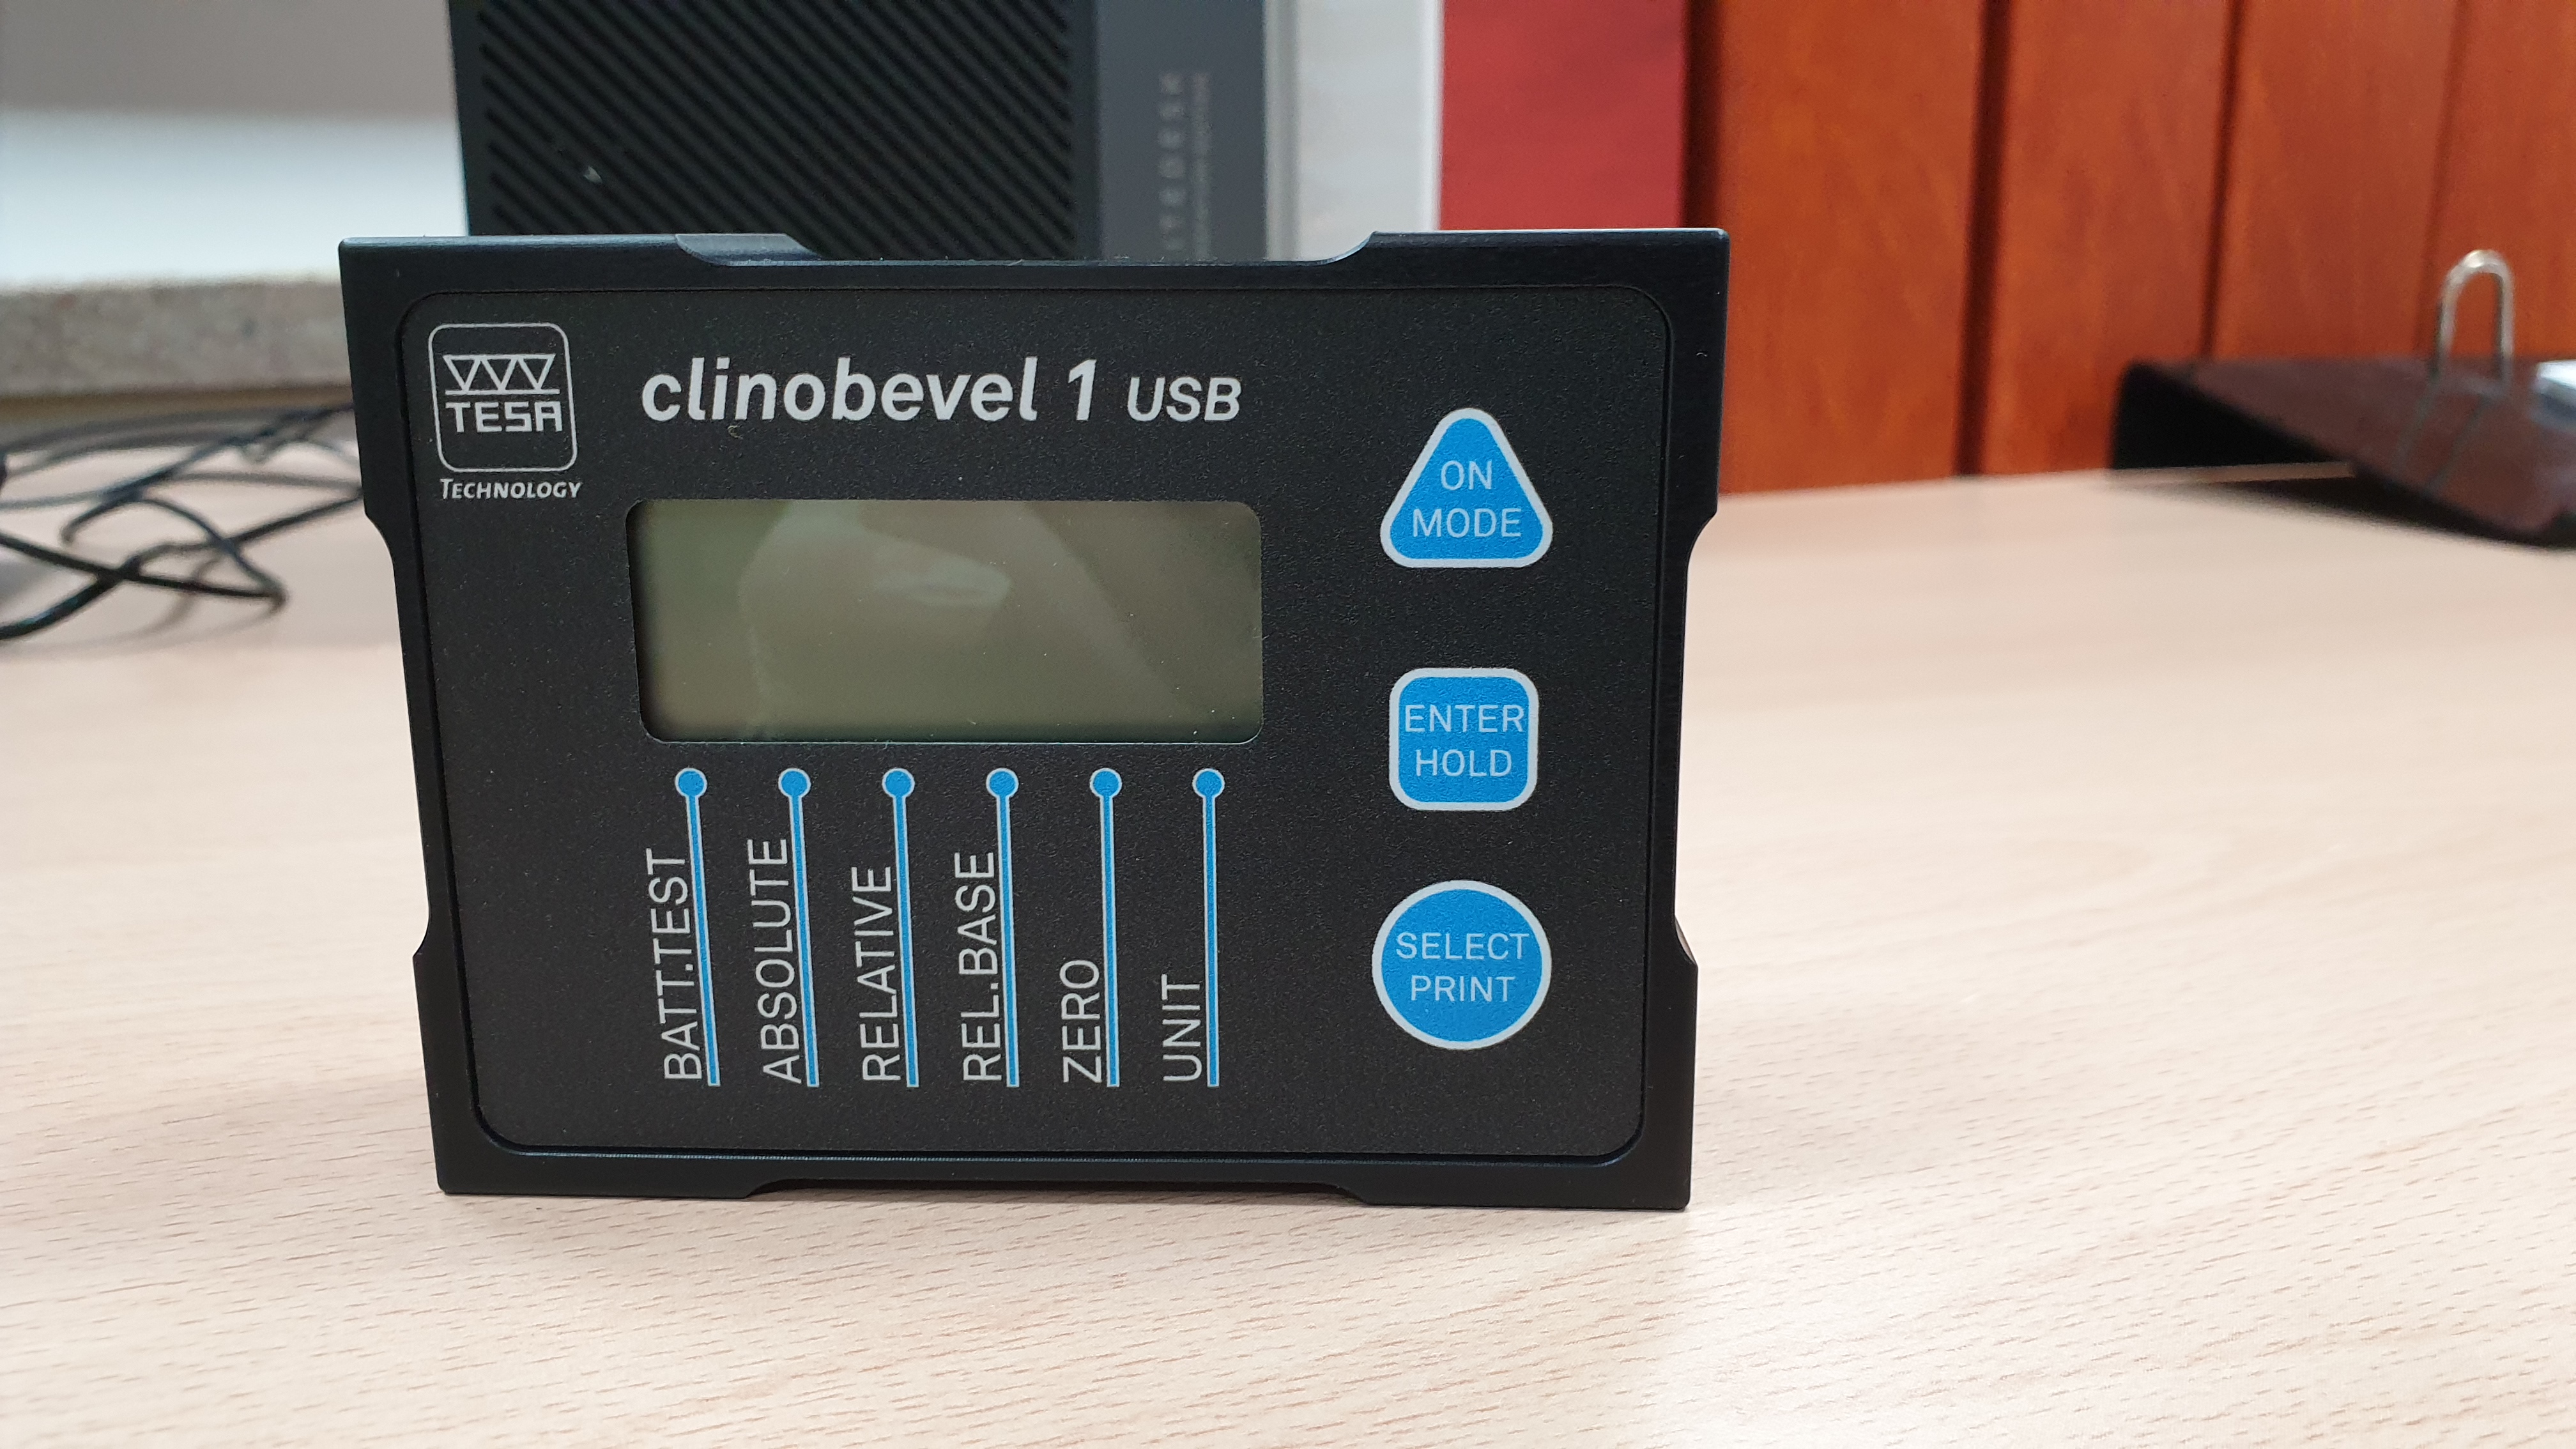 TESA
TECHNOLOGY
clinobevel 1 USB
ON
MODE
ENTER
HOLD
SELECT
PRINT
BATT.TEST
ABSOLUTE
RELATIVE
REL.BASE
ZERO
UNIT